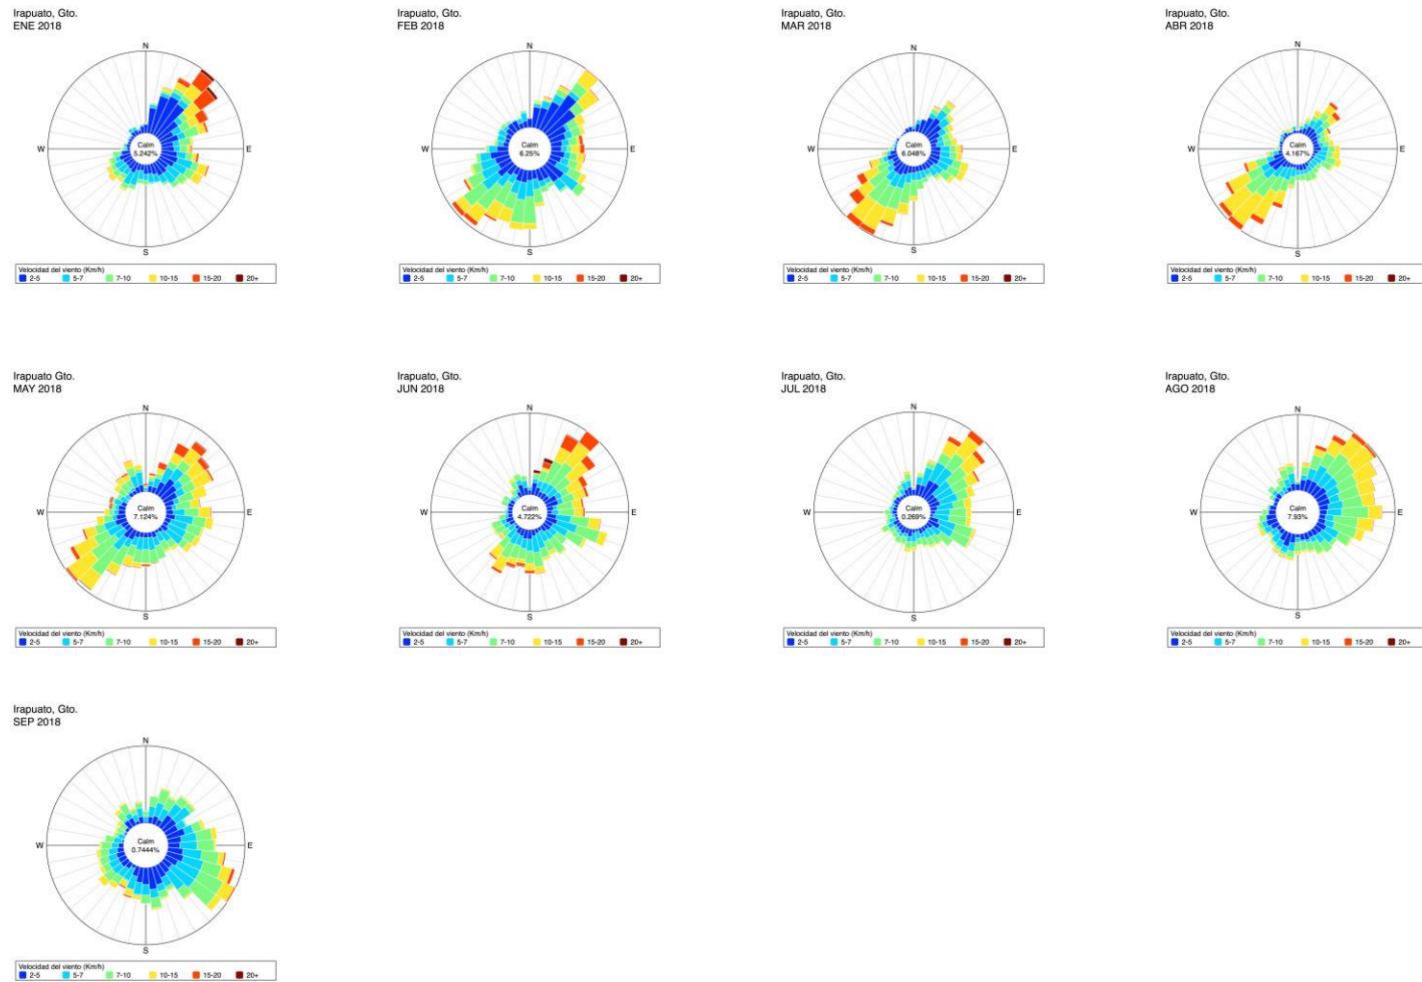 Irapuato, Gto.
ENE 2018
N
W
Calm
5.242%
E
S
Velocidad del viento (Km/h)
2-5 5-7 7-10 10-15 15-20 20+
Irapuato, Gto.
FEB 2018
N
W
Calm
6.25%
E
S
Velocidad del viento (Km/h)
2-5 5-7 7-10 10-15 15-20 20+
Irapuato, Gto.
MAR 2018
N
W
Calm
6.048%
E
S
Velocidad del viento (Km/h)
2-5 5-7 7-10 10-15 15-20 20+
Irapuato, Gto.
ABR 2018
N
W
Calm
4.167%
E
S
Velocidad del viento (Km/h)
2-5 5-7 7-10 10-15 15-20 20+
Irapuato Gto.
MAY 2018
N
W
Calm
7.124%
E
S
Velocidad del viento (Km/h)
2-5 5-7 7-10 10-15 15-20 20+
Irapuato, Gto.
JUN 2018
N
W
Calm
4.722%
E
S
Velocidad del viento (Km/h)
2-5 5-7 7-10 10-15 15-20 20+
Irapuato, Gto.
JUL 2018
N
W
Calm
0.269%
E
S
Velocidad del viento (Km/h)
2-5 5-7 7-10 10-15 15-20 20+
Irapuato, Gto.
AGO 2018
N
W
Calm
7.93%
E
S
Velocidad del viento (Km/h)
2-5 5-7 7-10 10-15 15-20 20+
Irapuato, Gto.
SEP 2018
N
W
Calm
0.7444%
E
S
Velocidad del viento (Km/h)
2-5 5-7 7-10 10-15 15-20 20+